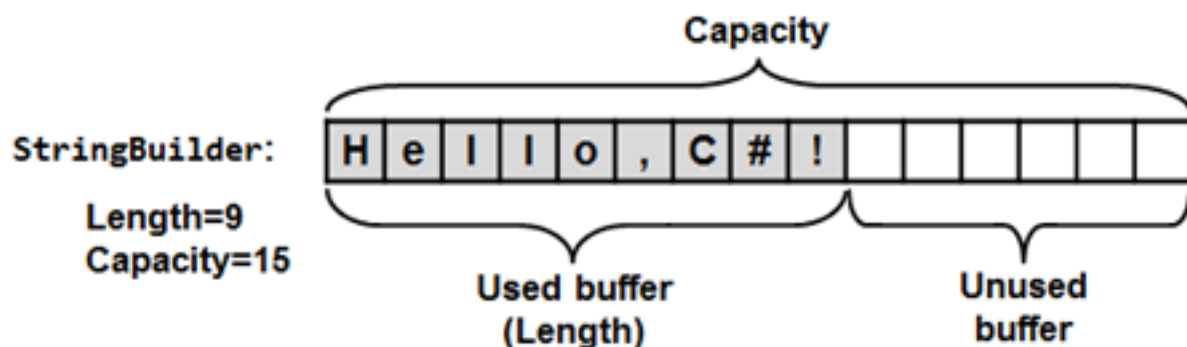 Capacity
StringBuilder: H e l l o , C # !
Length=9
Capacity=15
Used buffer
(Length)
Unused
buffer